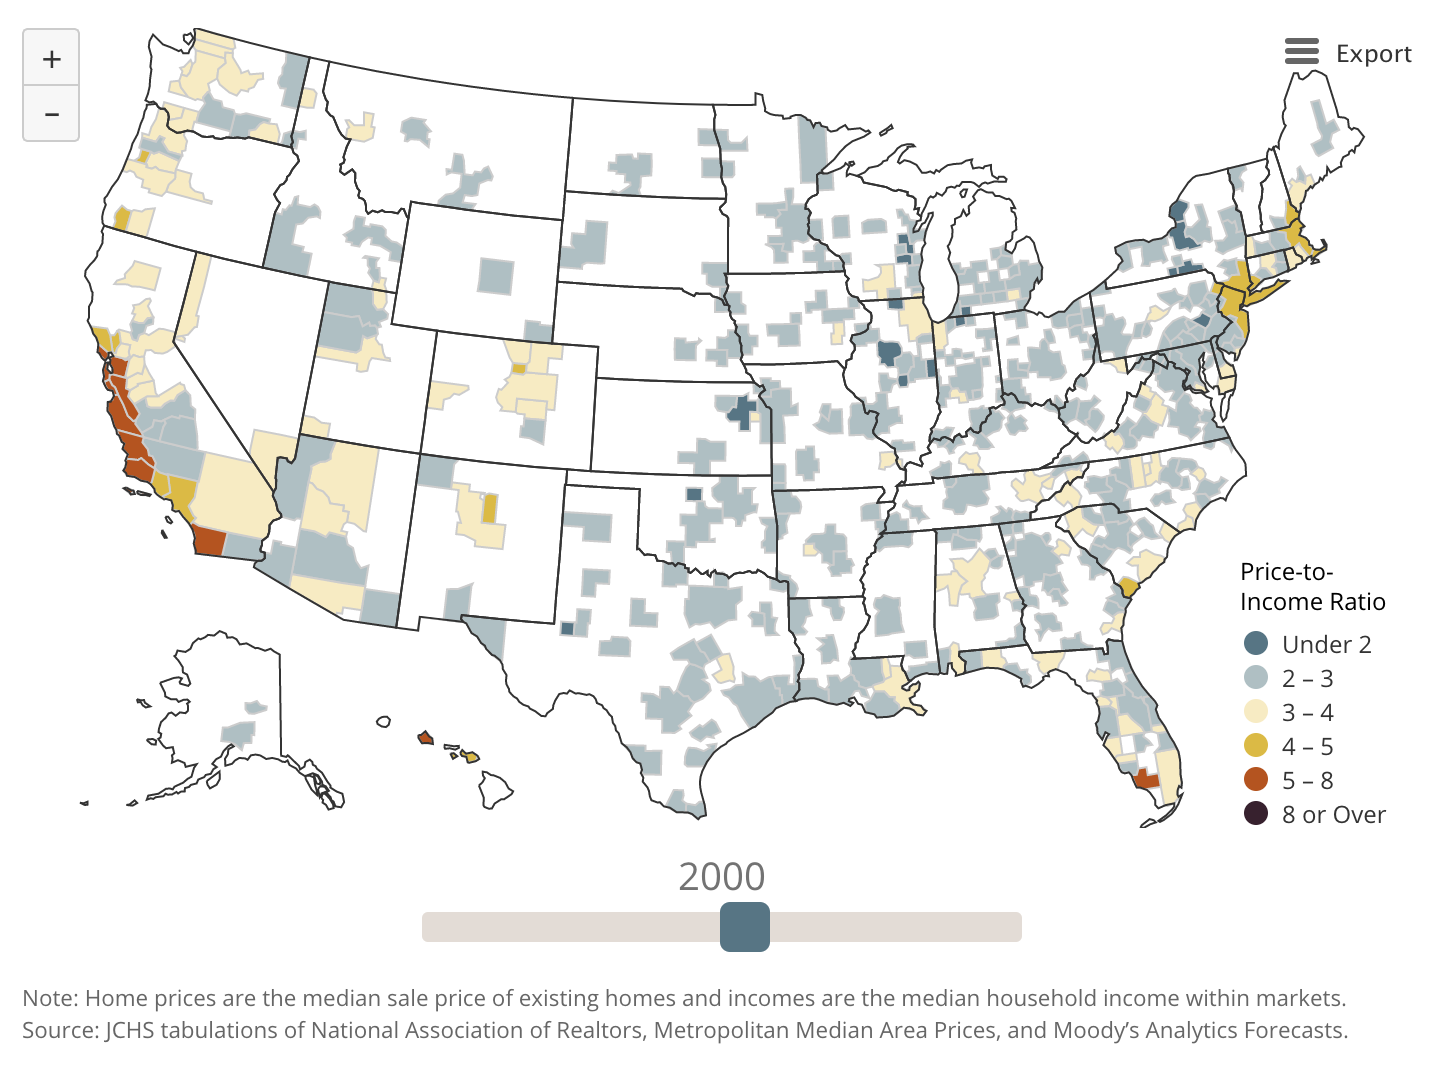 +
–
Export
Price-to-
Income Ratio
Under 2
2 – 3
3 – 4
4 – 5
5 – 8
8 or Over
2000
Note: Home prices are the median sale price of existing homes and incomes are the median household income within markets.
Source: JCHS tabulations of National Association of Realtors, Metropolitan Median Area Prices, and Moody’s Analytics Forecasts.